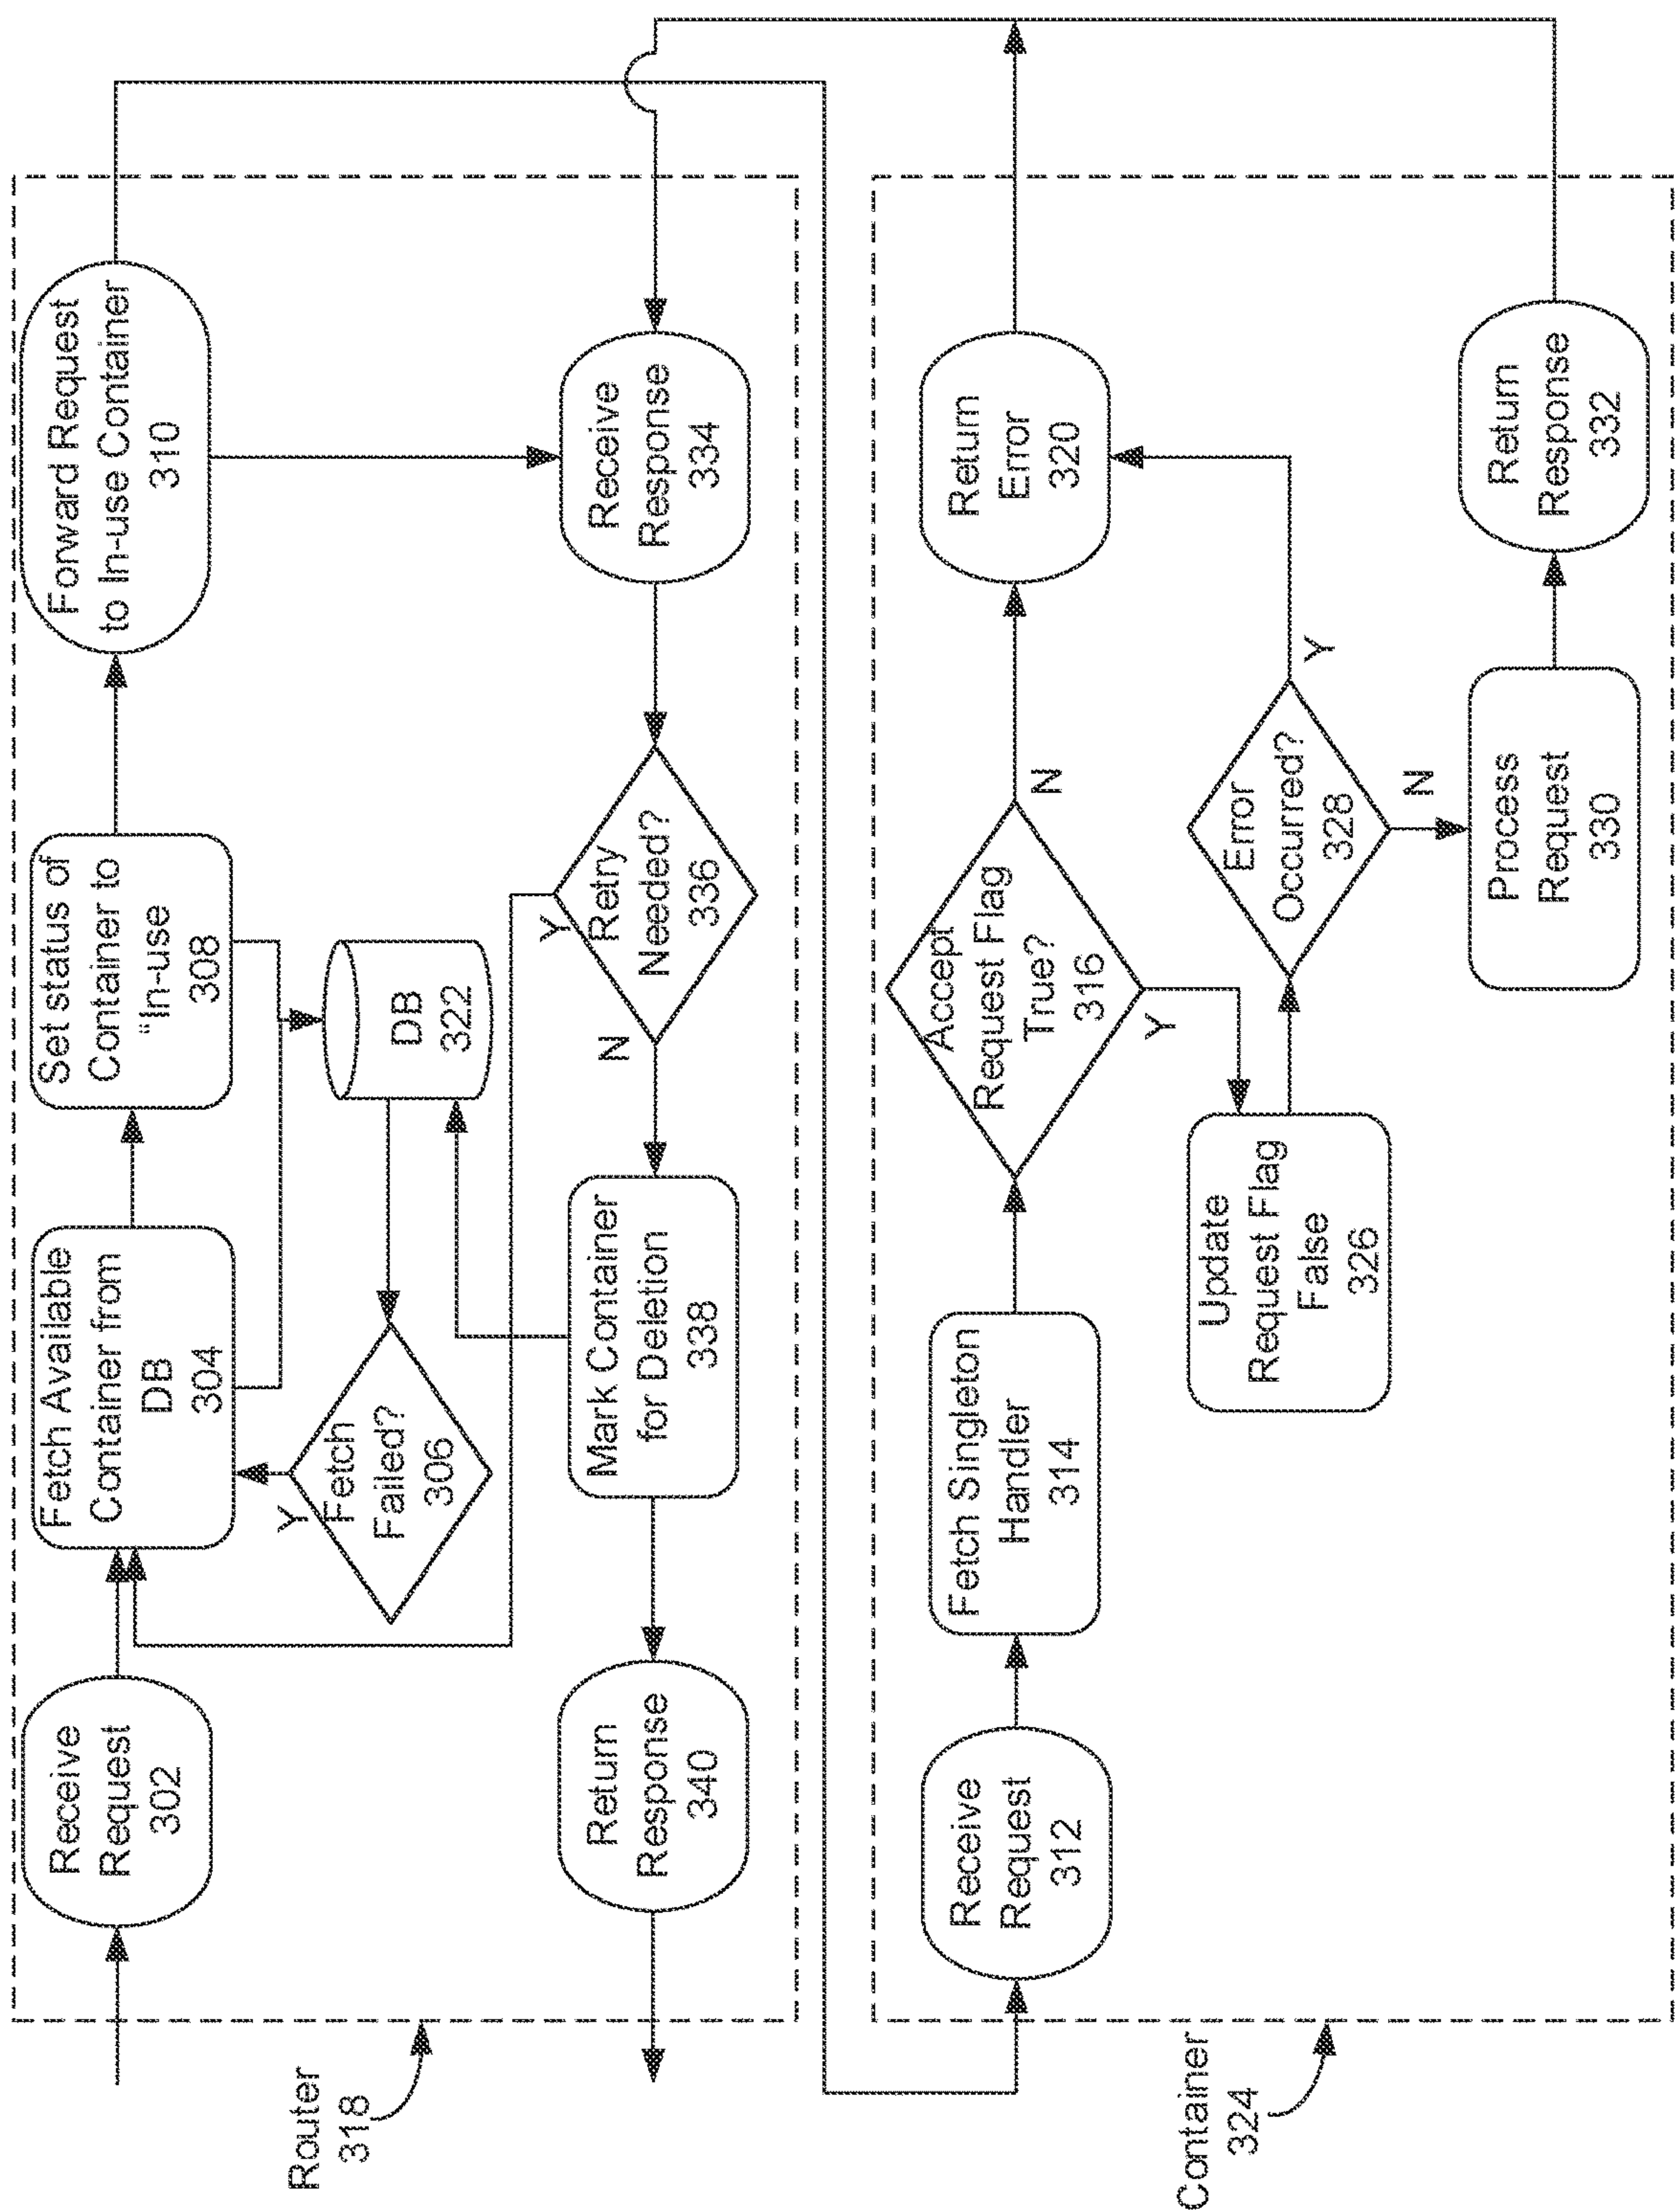 Router
318
Receive
Request
302
Fetch Available
Container from
DB
304
Set status of
Container to
“In-use
308
Forward Request
to In-use Container
310
Y
Fetch
Failed?
306
DB
322
Return
Response
340
Mark Container
for Deletion
338
N
Y
Retry
Needed?
336
Receive
Response
334
Container
324
Receive
Request
312
Fetch Singleton
Handler
314
Accept
Request Flag
True?
316
N
Y
Return
Error
320
Update
Request Flag
False
326
Error
Occurred?
328
Y
N
Process
Request
330
Return
Response
332